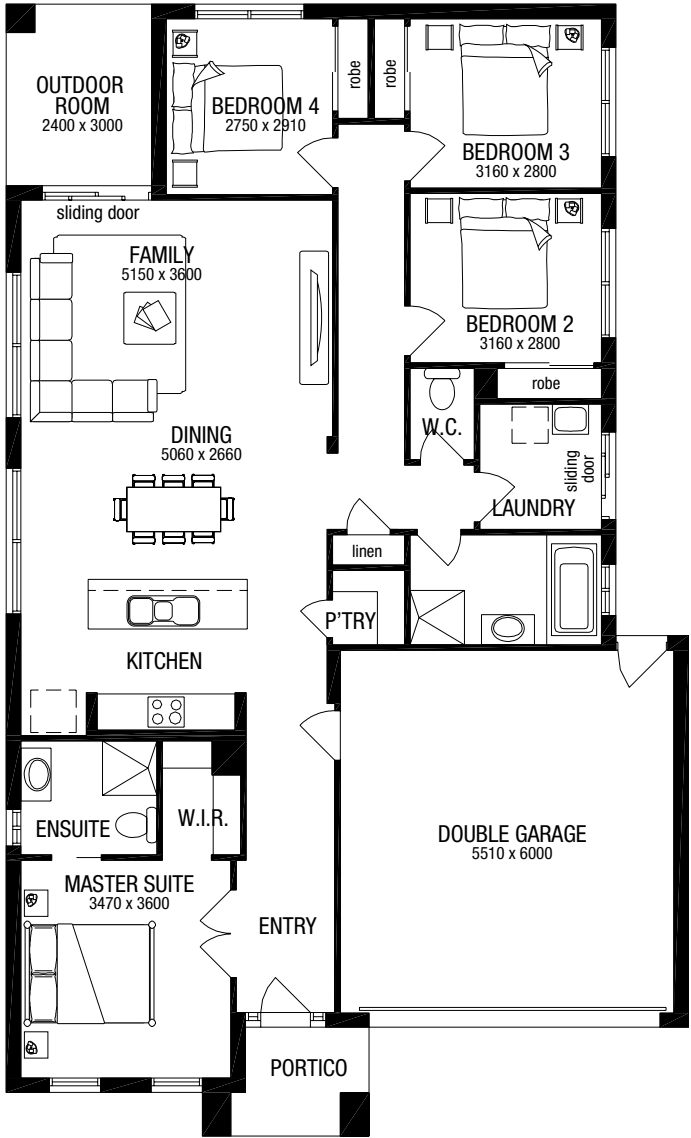 OUTDOOR
ROOM
2400 x 3000
BEDROOM 4
2750 x 2910
robe
robe
BEDROOM 3
3160 x 2800
sliding door
FAMILY
5150 x 3600
BEDROOM 2
3160 x 2800
robe
W.C.
DINING
5060 x 2660
sliding
door
LAUNDRY
linen
P'TRY
KITCHEN
ENSUITE
W.I.R.
DOUBLE GARAGE
5510 x 6000
MASTER SUITE
3470 x 3600
ENTRY
PORTICO